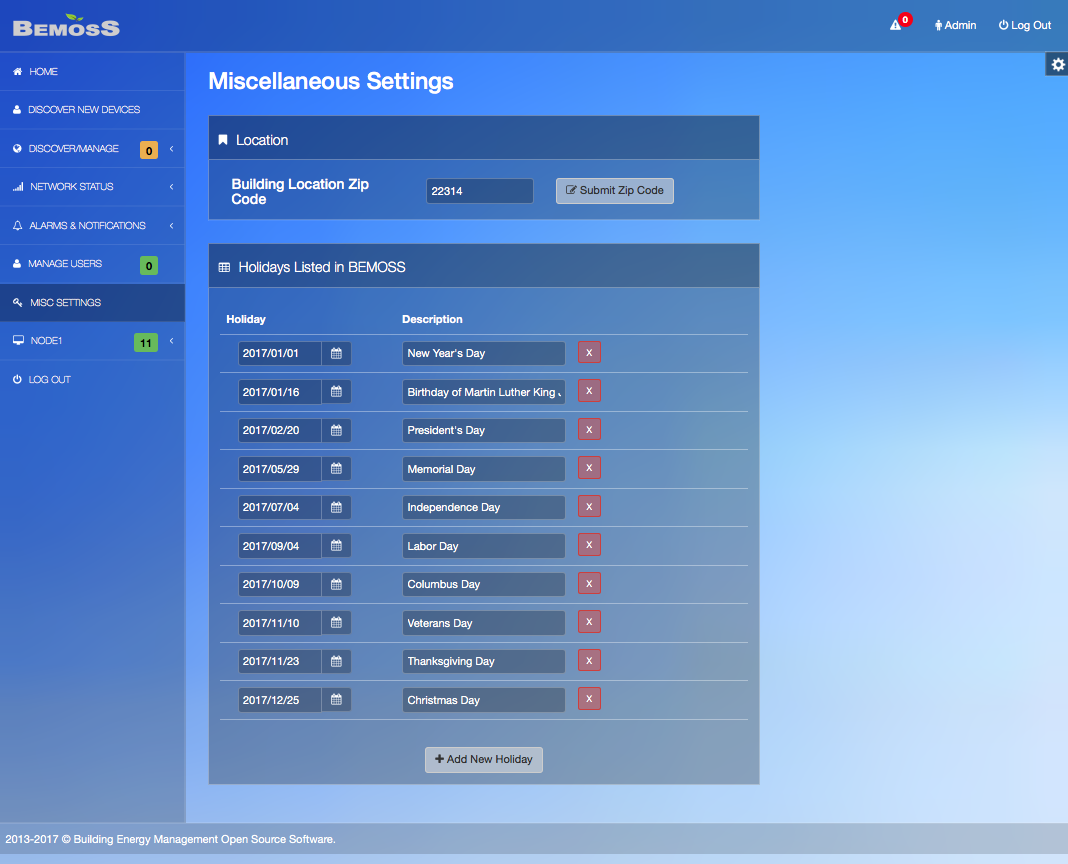 BEMOSS
0
Admin
Log Out
HOME
DISCOVER NEW DEVICES
DISCOVER/MANAGE 0
NETWORK STATUS
ALARMS & NOTIFICATIONS
MANAGE USERS 0
MISC SETTINGS
NODE1 11
LOG OUT
Miscellaneous Settings
Location
Building Location Zip
Code
22314
Submit Zip Code
Holidays Listed in BEMOSS
Holiday Description
2017/01/01 New Year's Day X
2017/01/16 Birthday of Martin Luther King X
2017/02/20 President's Day X
2017/05/29 Memorial Day X
2017/07/04 Independence Day X
2017/09/04 Labor Day X
2017/10/09 Columbus Day X
2017/11/10 Veterans Day X
2017/11/23 Thanksgiving Day X
2017/12/25 Christmas Day X
Add New Holiday
2013-2017 © Building Energy Management Open Source Software.